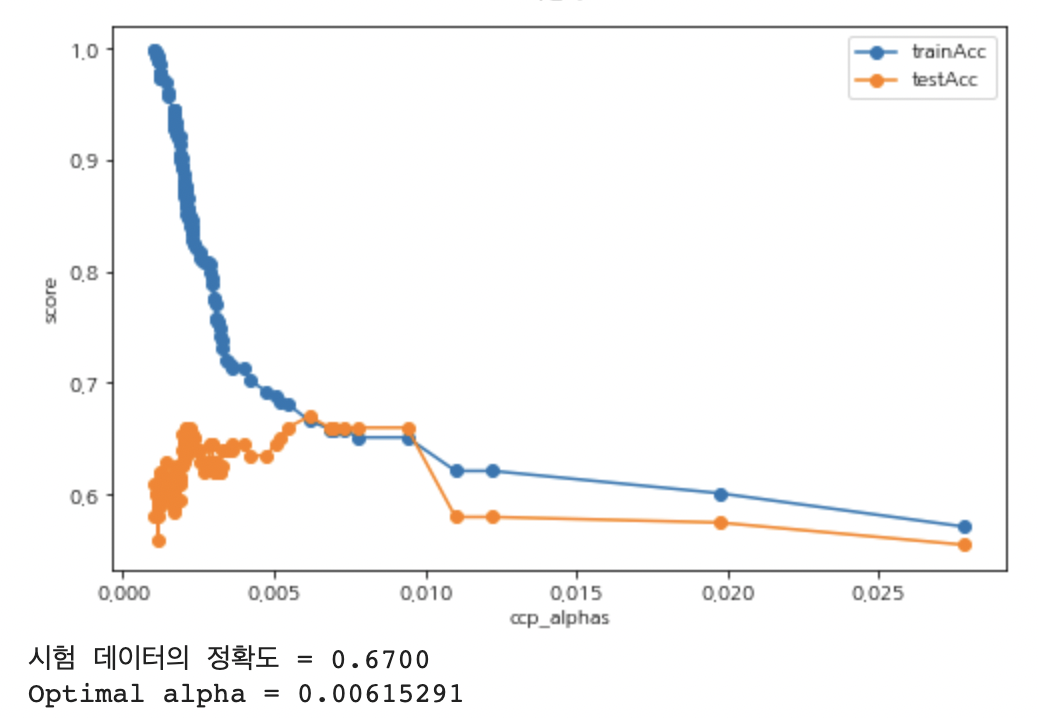 trainAcc
testAcc
1.0
0.9
0.8
0.7
0.6
score
0.000
0.005
0.010
0.015
0.020
0.025
ccp_alphas
시험 데이터의 정확도 = 0.6700
Optimal alpha = 0.00615291